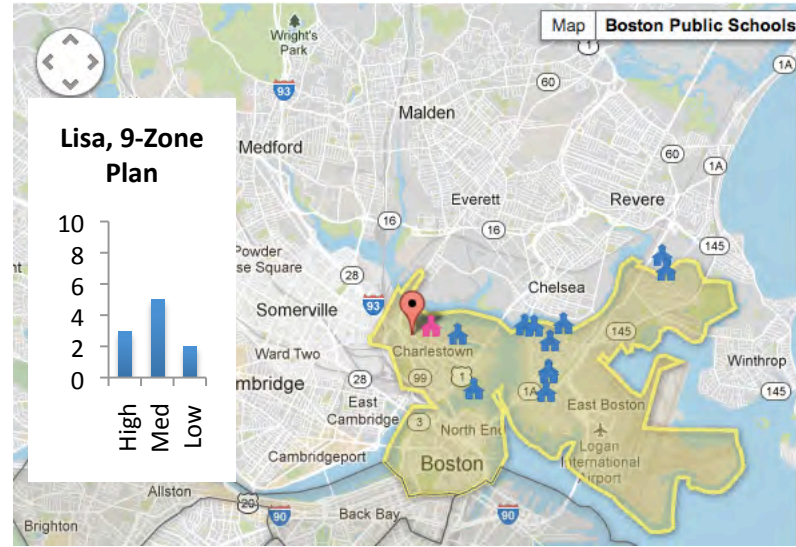 Map
Boston Public Schools
Wright's
Park
1
1A
93
60
Malden
Medford
60
1A
Everett
Revere
16
16
145
Powder
se Square
28
Chelsea
93
Somerville
145
Ward Two
Charlestown
Winthrop
mbridge
28
99
1
1A
145
East
Cambridge
East Boston
3
North End
Logan
International
Airport
Cambridgeport
Boston
Allston
20
Back Bay
90
90
Brighton
Lisa, 9-Zone
Plan
10
8
6
4
2
0
High
Med
Low